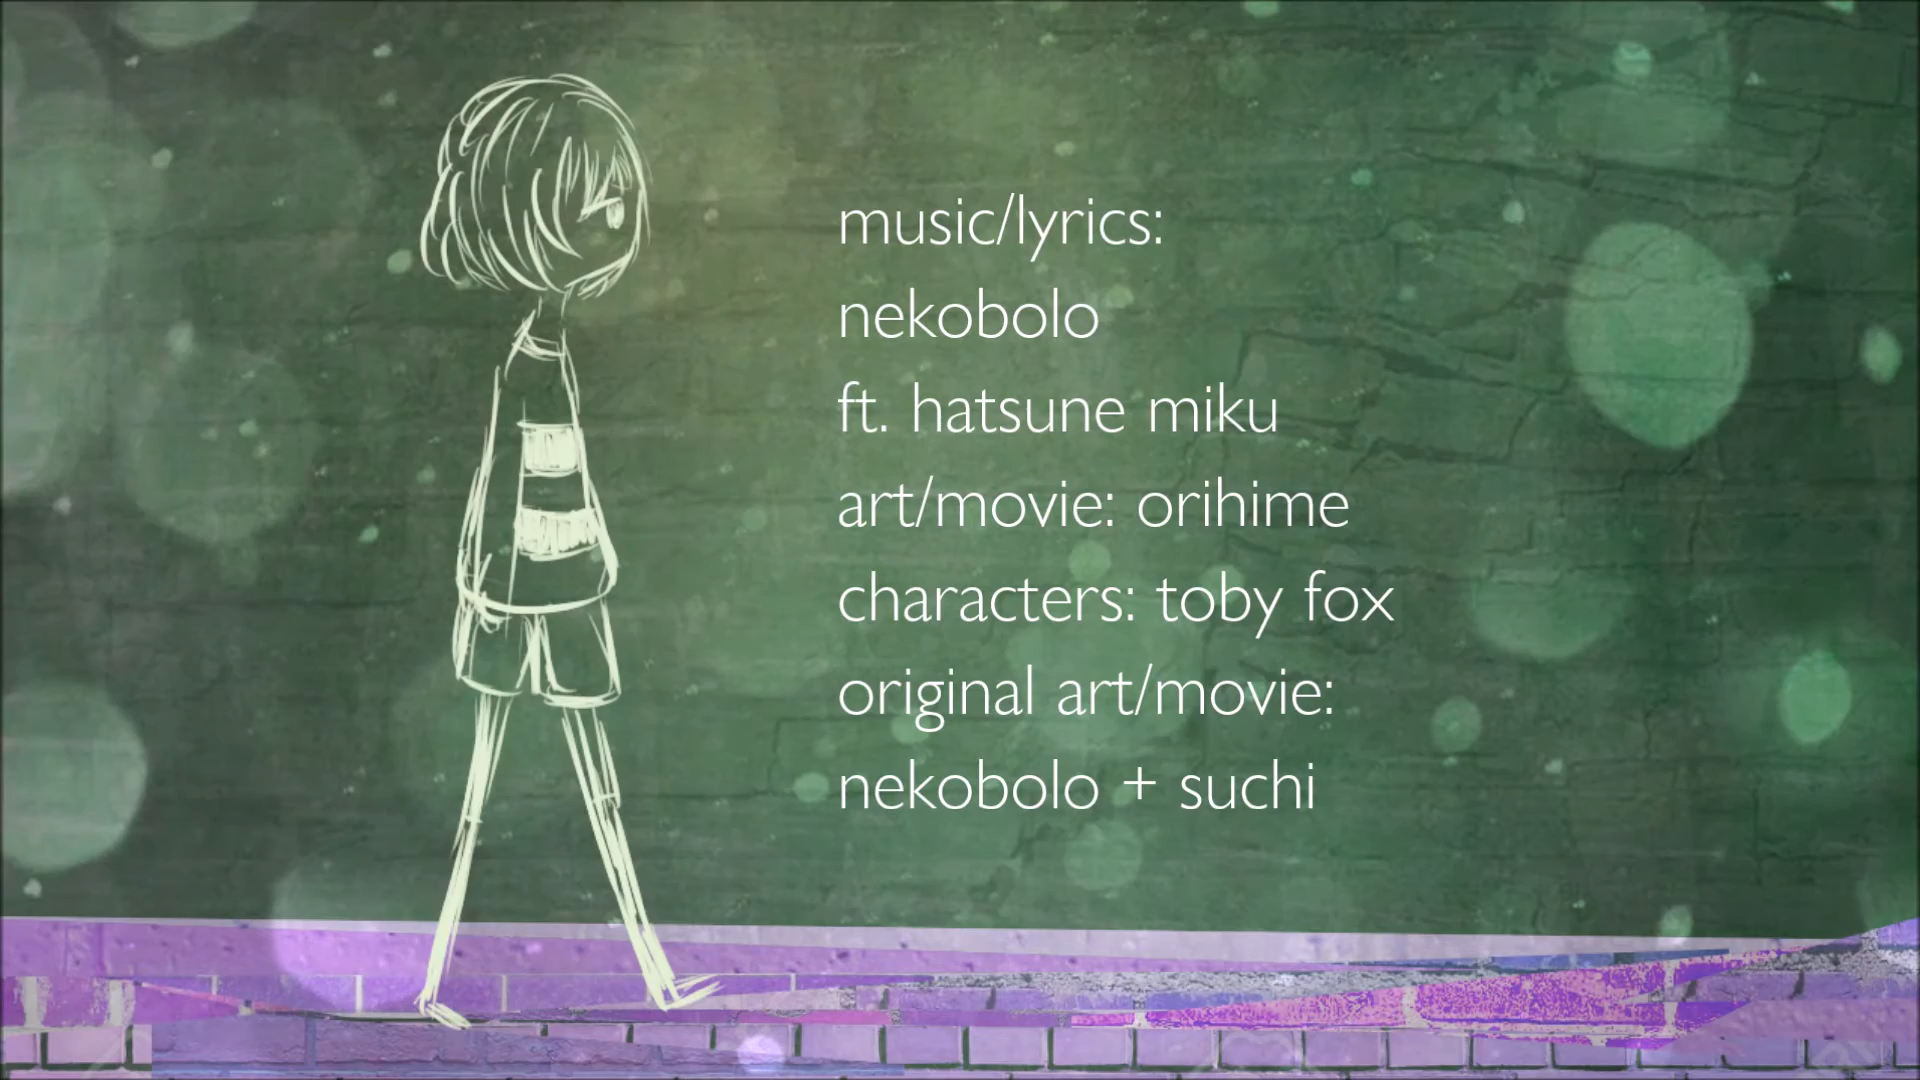 music/lyrics:
nekobolo
ft. hatsune miku
art/movie: orihime
characters: toby fox
original art/movie:
nekobolo + suchi